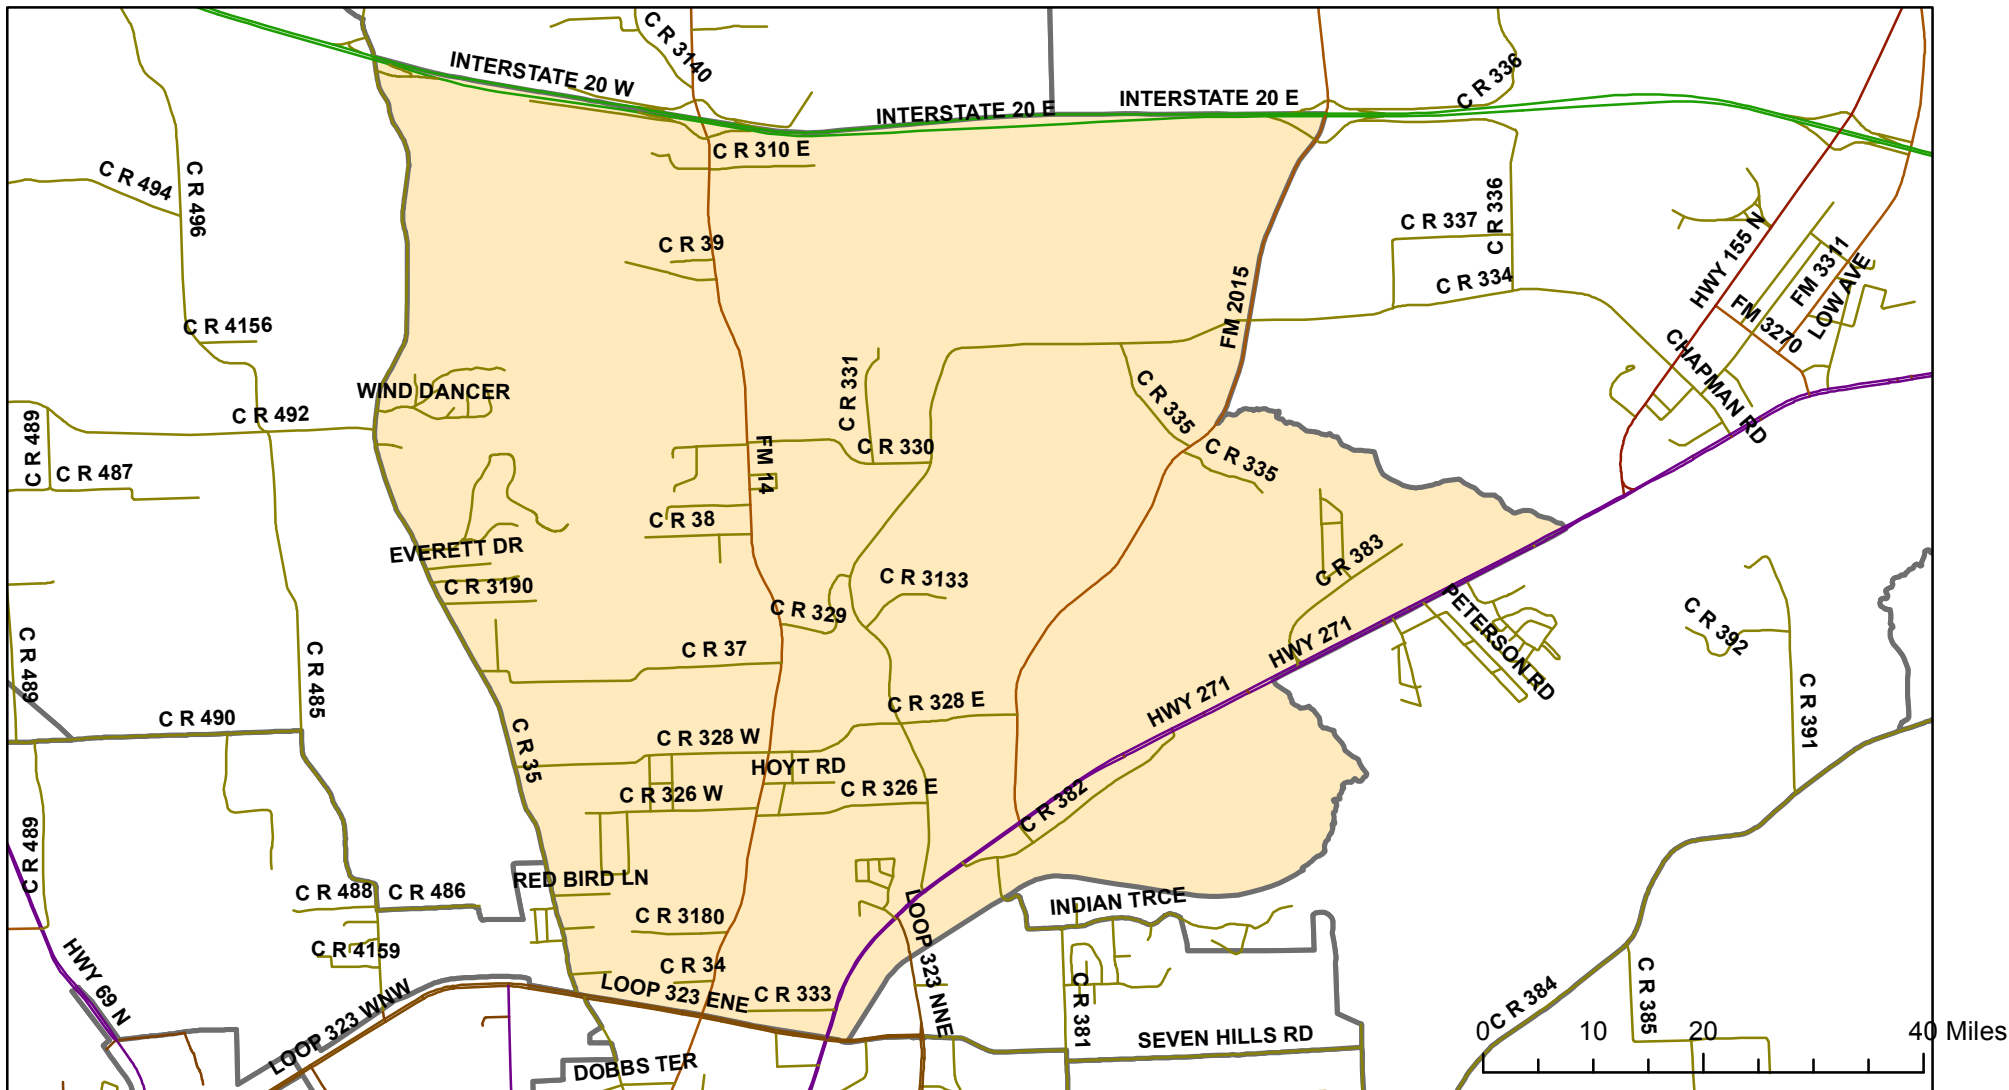 C R 3140
INTERSTATE 20 W
INTERSTATE 20 E
INTERSTATE 20 E
C R 336
C R 310 E
C R 494
C R 496
C R 39
C R 337
C R 336
C R 334
HWY 155 N
FM 3311
LOW AVE
FM 3270
CHAPMAN RD
FM 2015
C R 4156
WIND DANCER
C R 331
C R 335
C R 335
C R 492
C R 489
C R 487
C R 330
FM 14
C R 38
EVERETT DR
C R 3190
C R 3133
C R 329
C R 383
PETERSON RD
C R 392
C R 391
HWY 271
HWY 271
C R 37
C R 489
C R 485
C R 490
C R 35
C R 328 E
C R 328 W
HOYT RD
C R 326 W
C R 326 E
C R 382
C R 489
RED BIRD LN
C R 488
C R 486
C R 3180
LOOP 323 NNE
INDIAN TRCE
C R 4159
HWY 69 N
C R 34
LOOP 323 ENE
C R 333
LOOP 323 WNW
C R 381
C R 384
C R 385
SEVEN HILLS RD
DOBBS TER
0 10 20 40 Miles